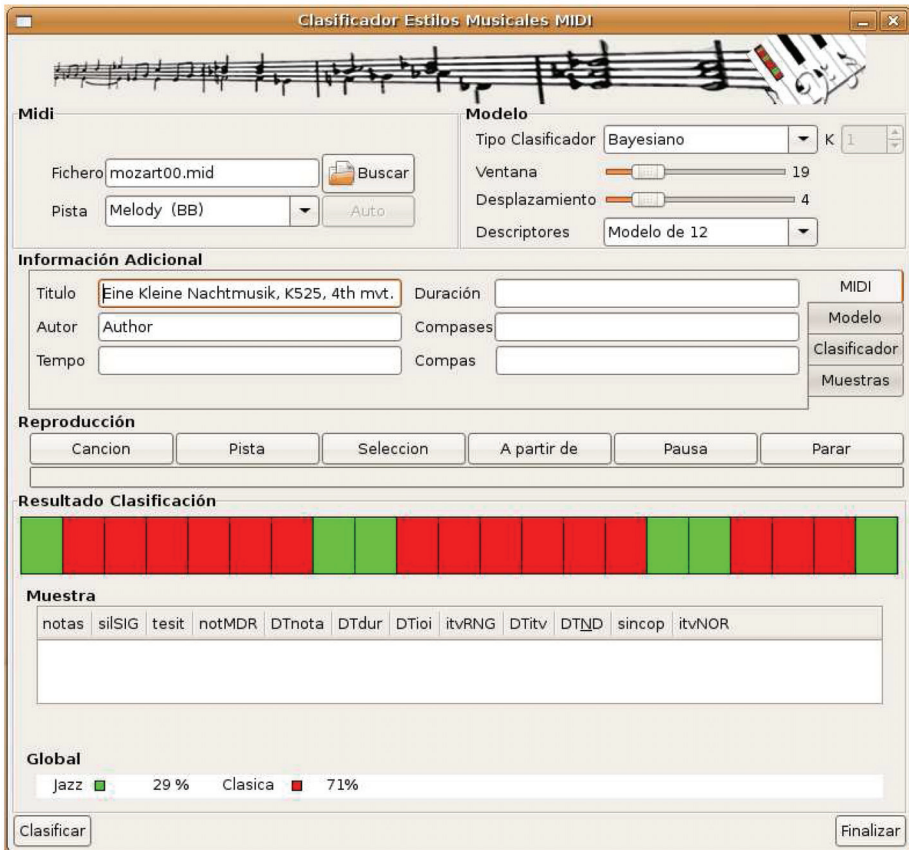 Clasificador Estilos Musicales MIDI
Midi
Fichero mozart00.mid Buscar
Pista Melody (BB) Auto
Modelo
Tipo Clasificador Bayesiano K 1
Ventana 19
Desplazamiento 4
Descriptores Modelo de 12
Información Adicional
Titulo Eine Kleine Nachtmusik, K525, 4th mvt. Duración
Autor Author Compases
Tempo Compas
MIDI
Modelo
Clasificador
Muestras
Reproducción
Cancion Pista Seleccion A partir de Pausa Parar
Resultado Clasificación
Muestra
notas silSIG tesit notMDR DTnota DTdur DTioi itvRNG DTitv DTND sincop itvNOR
Global
Jazz 29 % Clasica 71%
Clasificar Finalizar